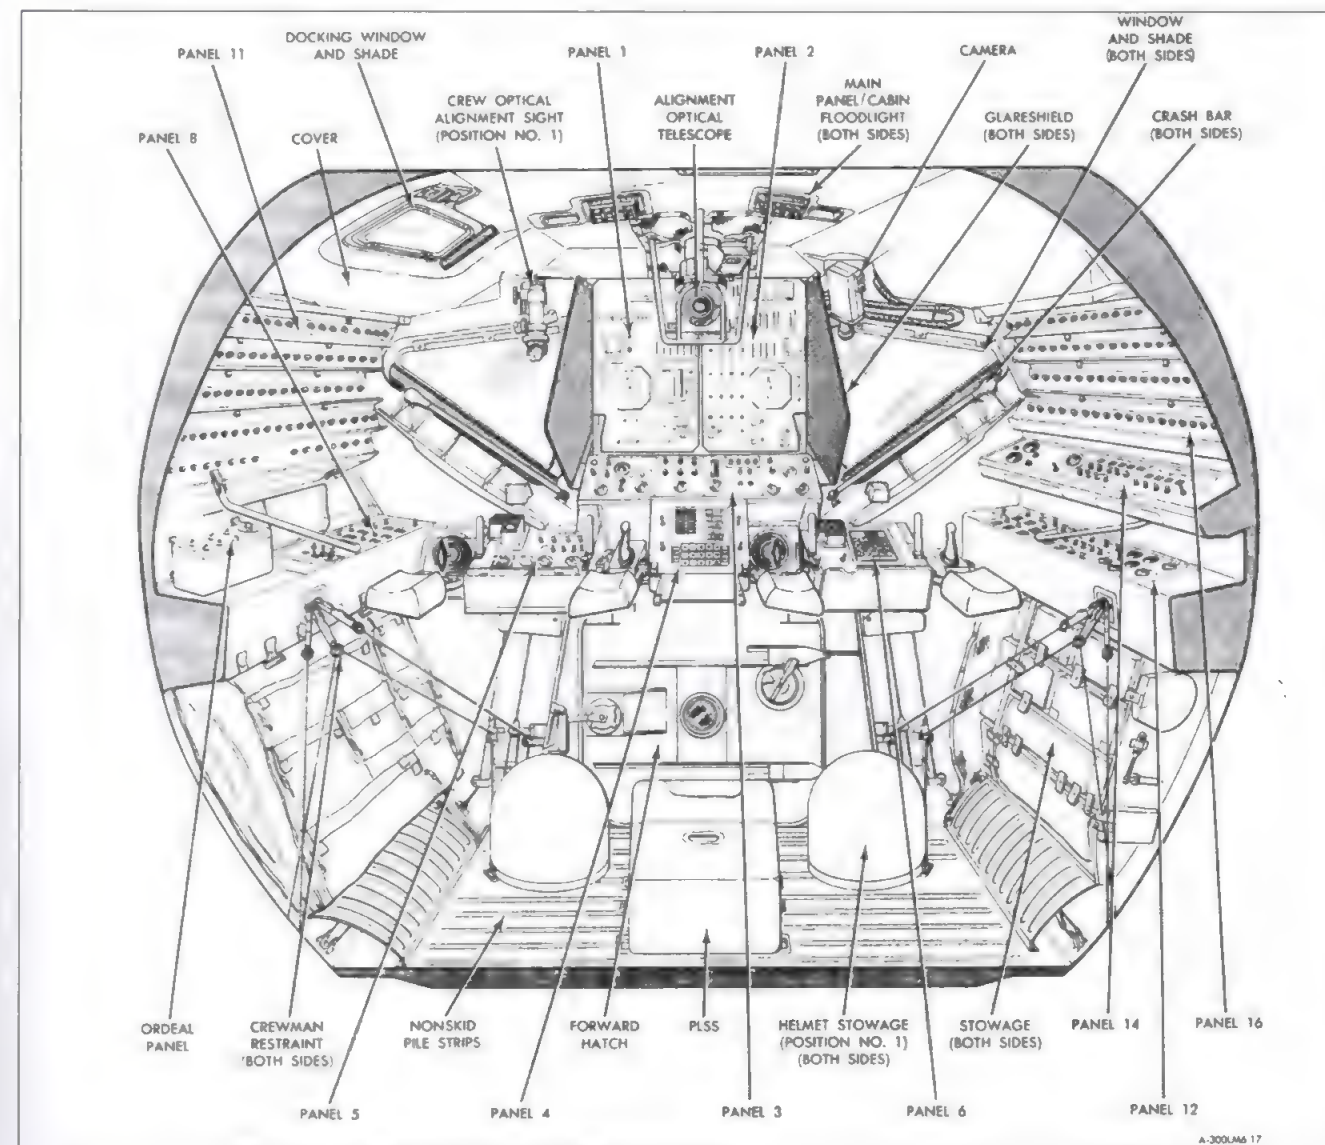 PANEL 11
DOCKING WINDOW
AND SHADE
PANEL 1
PANEL 2
CAMERA
WINDOW
AND SHADE
(BOTH SIDES)
PANEL 8
COVER
CREW OPTICAL
ALIGNMENT SIGHT
(POSITION NO. 1)
ALIGNMENT
OPTICAL
TELESCOPE
MAIN
PANEL/CABIN
FLOODLIGHT
(BOTH SIDES)
GLARESHIELD
(BOTH SIDES)
CRASH BAR
(BOTH SIDES)
ORDEAL
PANEL
CREWMAN
RESTRAINT
(BOTH SIDES)
NONSKID
PILE STRIPS
FORWARD
HATCH
PLSS
HELMET STOWAGE
(POSITION NO. 1)
(BOTH SIDES)
STOWAGE
(BOTH SIDES)
PANEL 14
PANEL 16
PANEL 5
PANEL 4
PANEL 3
PANEL 6
PANEL 12
A-300LM6 17